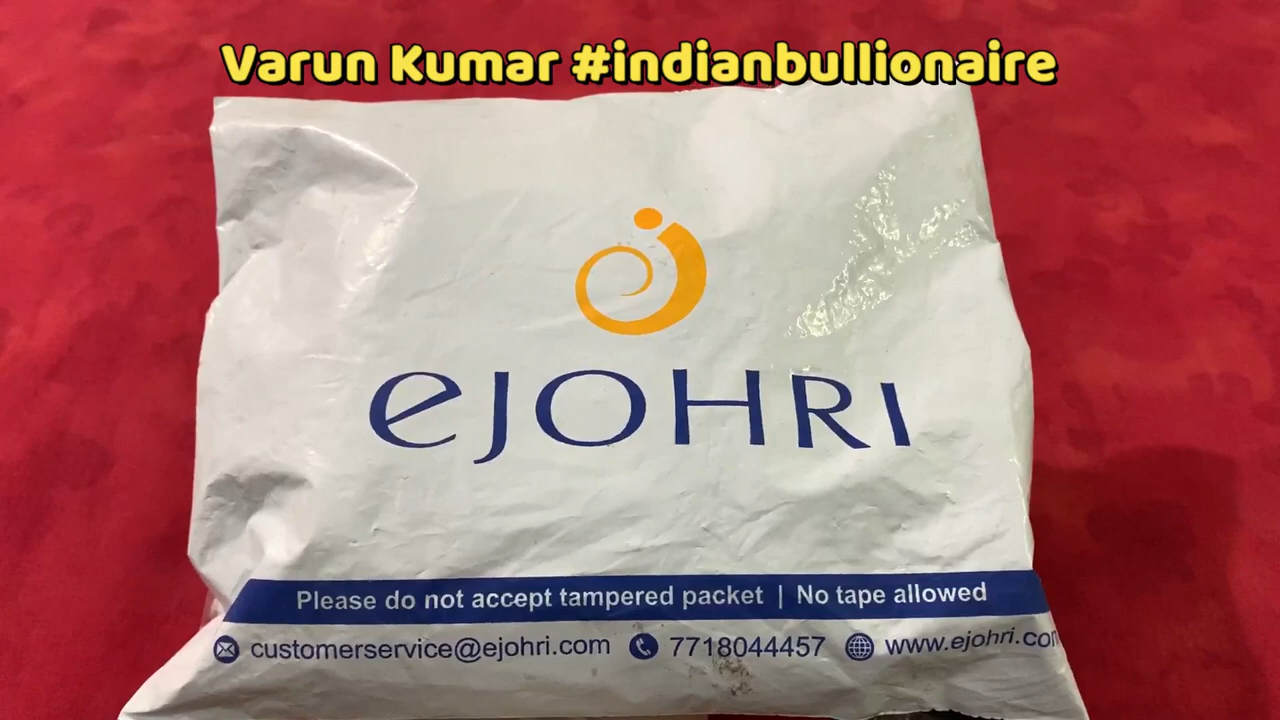 Varun Kumar #indianbullionaire
eJOHRI
Please do not accept tampered packet | No tape allowed
customerservice@ejohri.com 7718044457 www.ejohri.com